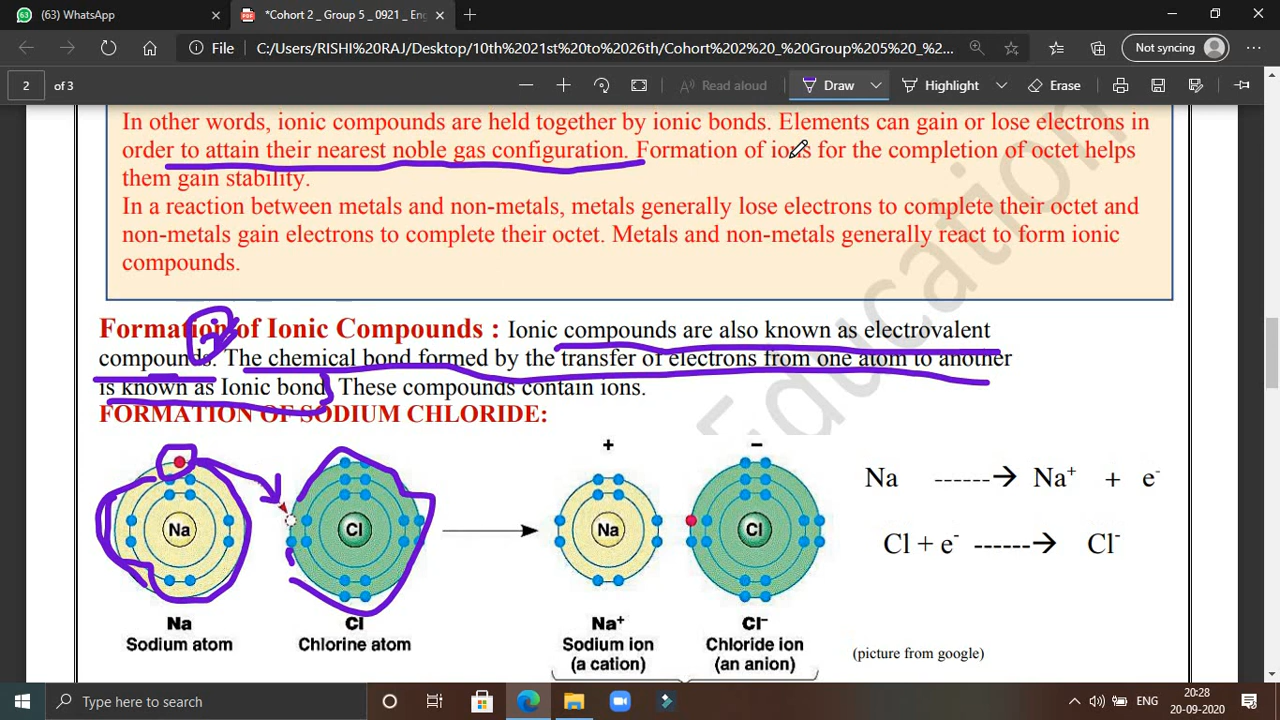 (63) WhatsApp
*Cohort 2 _ Group 5 _ 0921 _ En
File C:/Users/RISHI%20RAJ/Desktop/10th%2021st%20to%2026th/Cohort%202%20_%20Group%205%20_%2...
Not syncing
2 of 3
Read aloud Draw Highlight Erase
In other words, ionic compounds are held together by ionic bonds. Elements can gain or lose electrons in
order to attain their nearest noble gas configuration. Formation of ions for the completion of octet helps
them gain stability.
In a reaction between metals and non-metals, metals generally lose electrons to complete their octet and
non-metals gain electrons to complete their octet. Metals and non-metals generally react to form ionic
compounds.
Education
Formation of Ionic Compounds : Ionic compounds are also known as electrovalent
compounds. The chemical bond formed by the transfer of electrons from one atom to another
is known as Ionic bond. These compounds contain ions.
FORMATION OF SODIUM CHLORIDE:
+ −
Na Cl Na Cl
Na ------→ Na⁺ + e⁻
Cl + e⁻ ------→ Cl⁻
Na Cl Na⁺ Cl⁻
Sodium atom Chlorine atom Sodium ion Chloride ion
(a cation) (an anion)
(picture from google)
Type here to search
ENG
20:28
20-09-2020